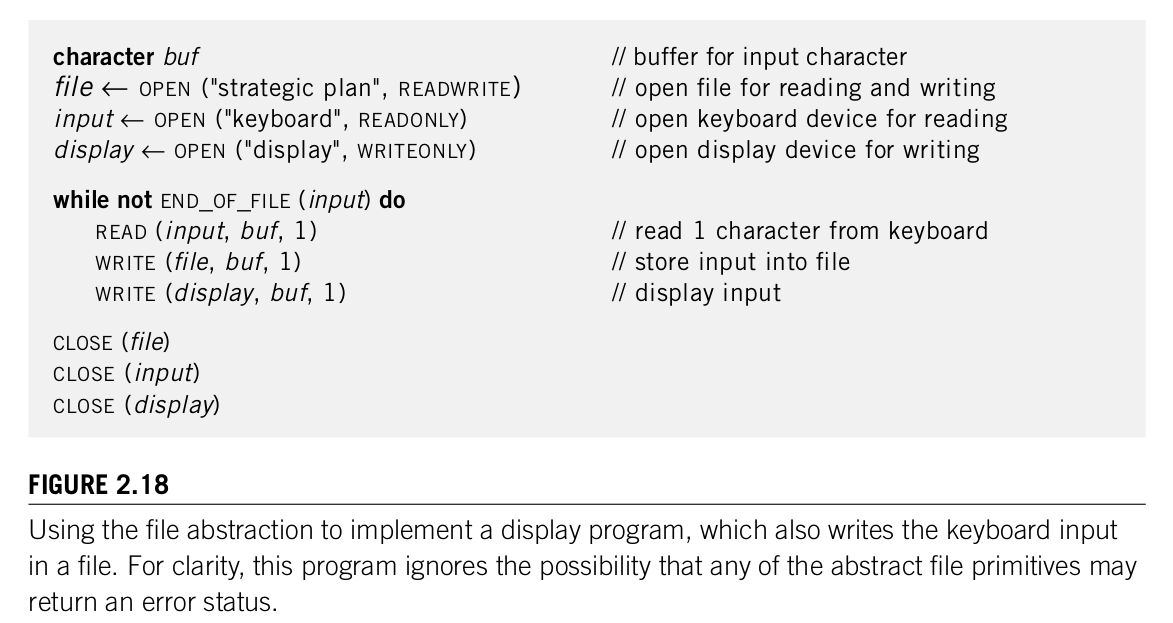 character buf // buffer for input character
file ← OPEN ("strategic plan", READWRITE) // open file for reading and writing
input ← OPEN ("keyboard", READONLY) // open keyboard device for reading
display ← OPEN ("display", WRITEONLY) // open display device for writing
while not END_OF_FILE (input) do
READ (input, buf, 1) // read 1 character from keyboard
WRITE (file, buf, 1) // store input into file
WRITE (display, buf, 1) // display input
CLOSE (file)
CLOSE (input)
CLOSE (display)
FIGURE 2.18
Using the file abstraction to implement a display program, which also writes the keyboard input
in a file. For clarity, this program ignores the possibility that any of the abstract file primitives may
return an error status.